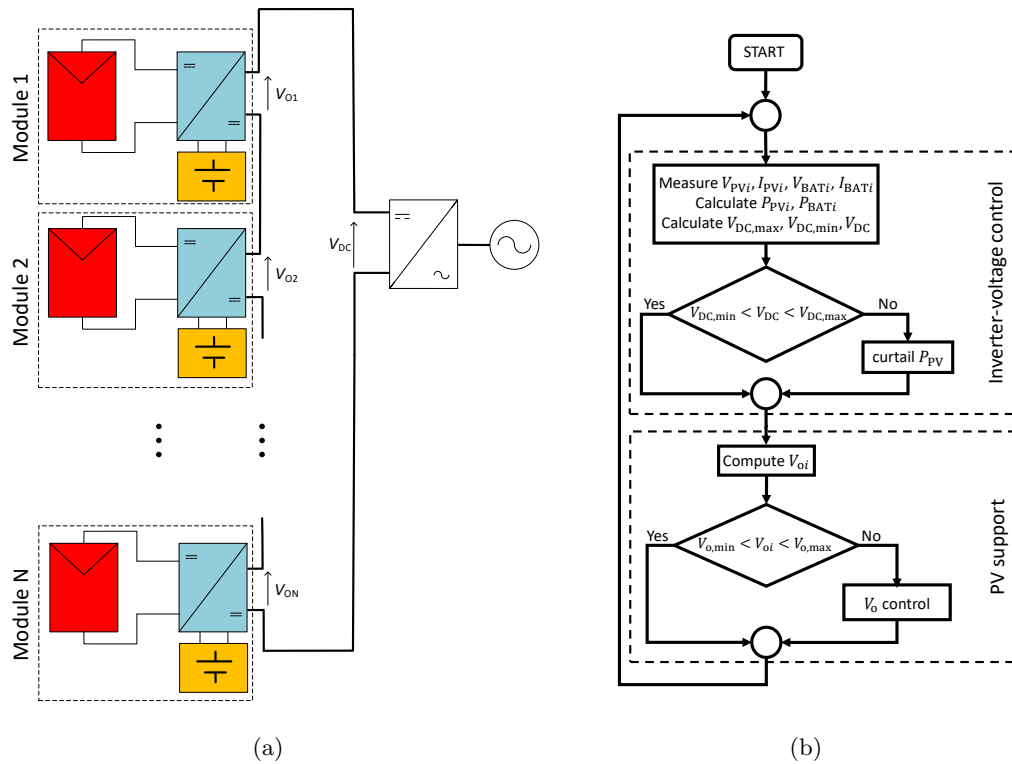 Module 1
V_O1
Module 2
V_O2
V_DC
Module N
V_ON
(a)
START
Inverter-voltage control
Measure V_PVi, I_PVi, V_BATi, I_BATi
Calculate P_PVi, P_BATi
Calculate V_DC,max, V_DC,min, V_DC
Yes
V_DC,min < V_DC < V_DC,max
No
curtail P_PV
PV support
Compute V_oi
Yes
V_o,min < V_oi < V_o,max
No
V_o control
(b)